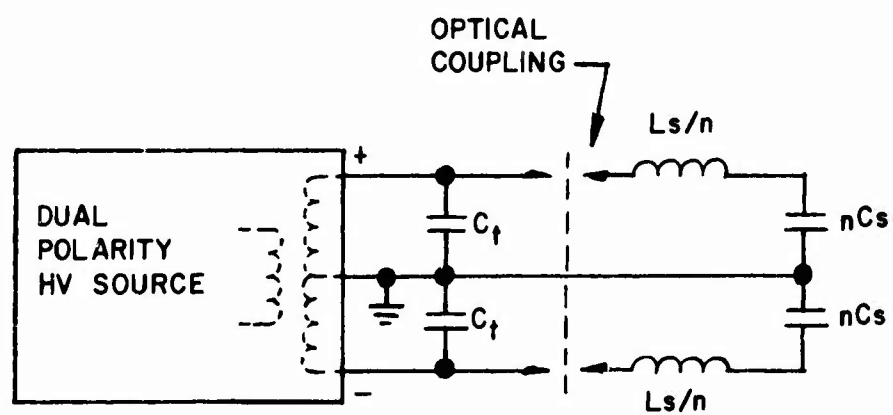 OPTICAL
COUPLING
Ls/n
+
DUAL
POLARITY
HV SOURCE
Ct
nCs
Ct
nCs
−
Ls/n